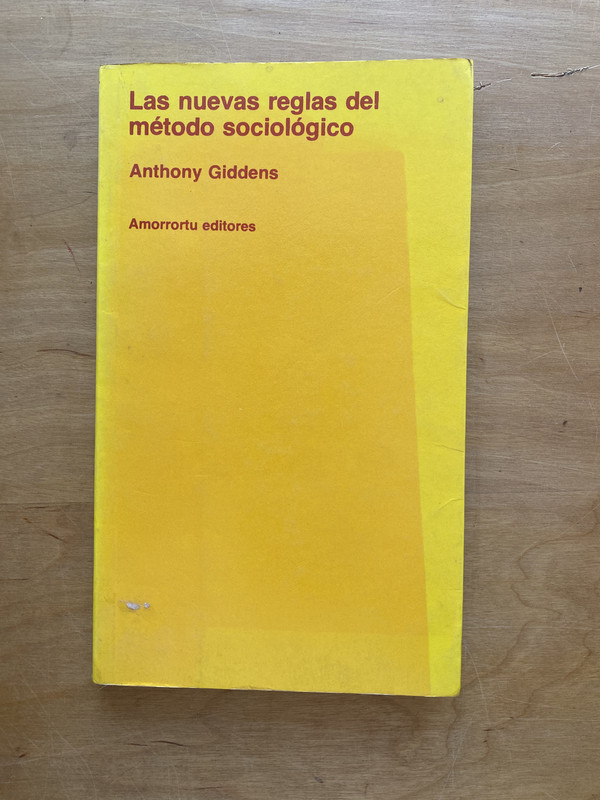 Las nuevas reglas del
método sociológico
Anthony Giddens
Amorrortu editores